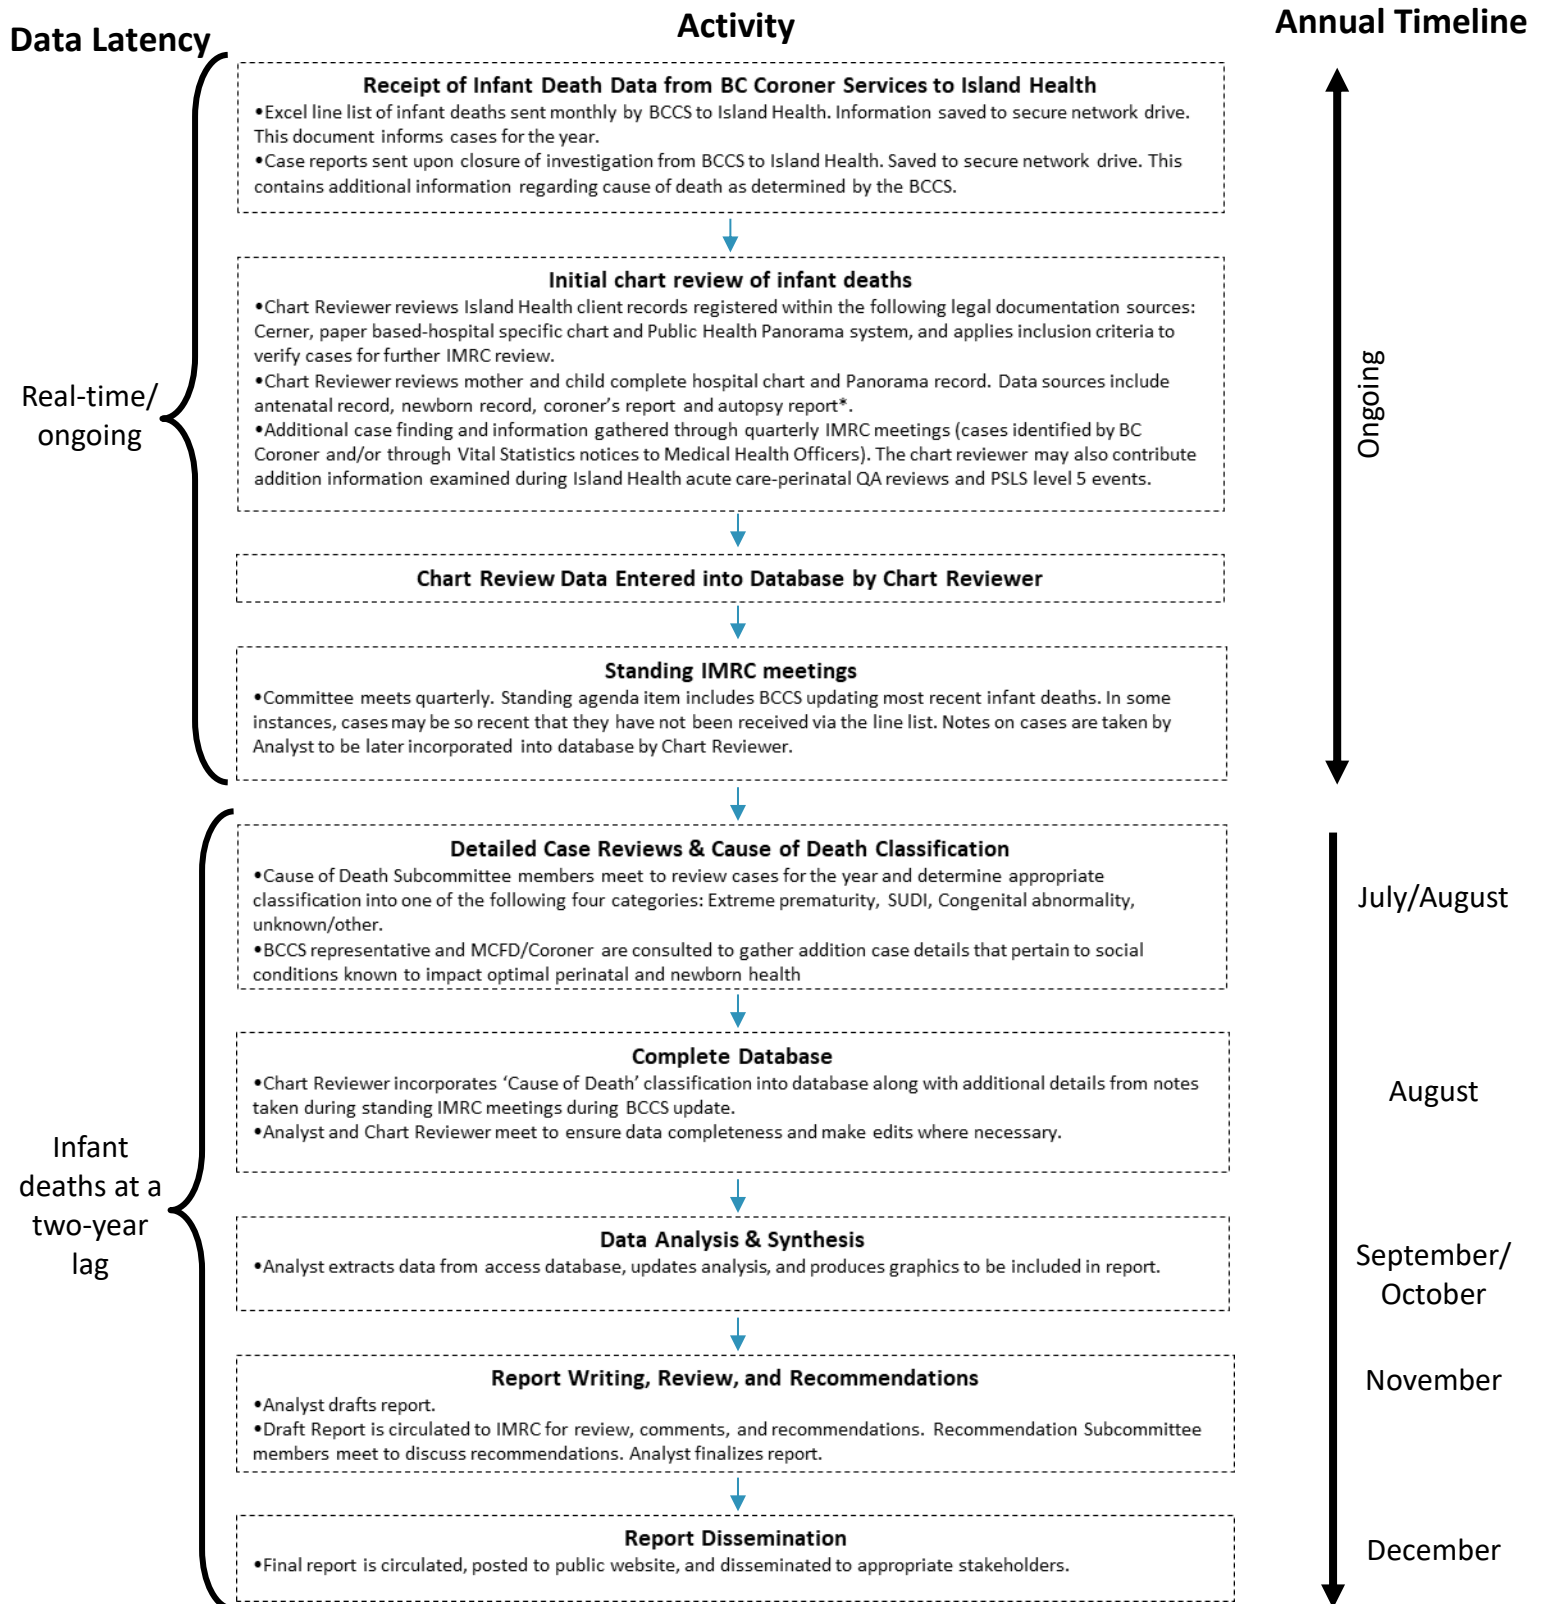 Data Latency
Activity
Annual Timeline
Receipt of Infant Death Data from BC Coroner Services to Island Health
•Excel line list of infant deaths sent monthly by BCCS to Island Health. Information saved to secure network drive.
This document informs cases for the year.
•Case reports sent upon closure of investigation from BCCS to Island Health. Saved to secure network drive. This
contains additional information regarding cause of death as determined by the BCCS.
Initial chart review of infant deaths
•Chart Reviewer reviews Island Health client records registered within the following legal documentation sources:
Cerner, paper based-hospital specific chart and Public Health Panorama system, and applies inclusion criteria to
verify cases for further IMRC review.
•Chart Reviewer reviews mother and child complete hospital chart and Panorama record. Data sources include
antenatal record, newborn record, coroner's report and autopsy report*.
•Additional case finding and information gathered through quarterly IMRC meetings (cases identified by BC
Coroner and/or through Vital Statistics notices to Medical Health Officers). The chart reviewer may also contribute
addition information examined during Island Health acute care-perinatal QA reviews and PSLS level 5 events.
Real-time/
ongoing
Ongoing
Chart Review Data Entered into Database by Chart Reviewer
Standing IMRC meetings
•Committee meets quarterly. Standing agenda item includes BCCS updating most recent infant deaths. In some
instances, cases may be so recent that they have not been received via the line list. Notes on cases are taken by
Analyst to be later incorporated into database by Chart Reviewer.
Detailed Case Reviews & Cause of Death Classification
•Cause of Death Subcommittee members meet to review cases for the year and determine appropriate
classification into one of the following four categories: Extreme prematurity, SUDI, Congenital abnormality,
unknown/other.
•BCCS representative and MCFD/Coroner are consulted to gather addition case details that pertain to social
conditions known to impact optimal perinatal and newborn health
July/August
Complete Database
•Chart Reviewer incorporates ‘Cause of Death’ classification into database along with additional details from notes
taken during standing IMRC meetings during BCCS update.
•Analyst and Chart Reviewer meet to ensure data completeness and make edits where necessary.
August
Infant
deaths at a
two-year
lag
Data Analysis & Synthesis
•Analyst extracts data from access database, updates analysis, and produces graphics to be included in report.
September/
October
Report Writing, Review, and Recommendations
•Analyst drafts report.
•Draft Report is circulated to IMRC for review, comments, and recommendations. Recommendation Subcommittee
members meet to discuss recommendations. Analyst finalizes report.
November
Report Dissemination
•Final report is circulated, posted to public website, and disseminated to appropriate stakeholders.
December